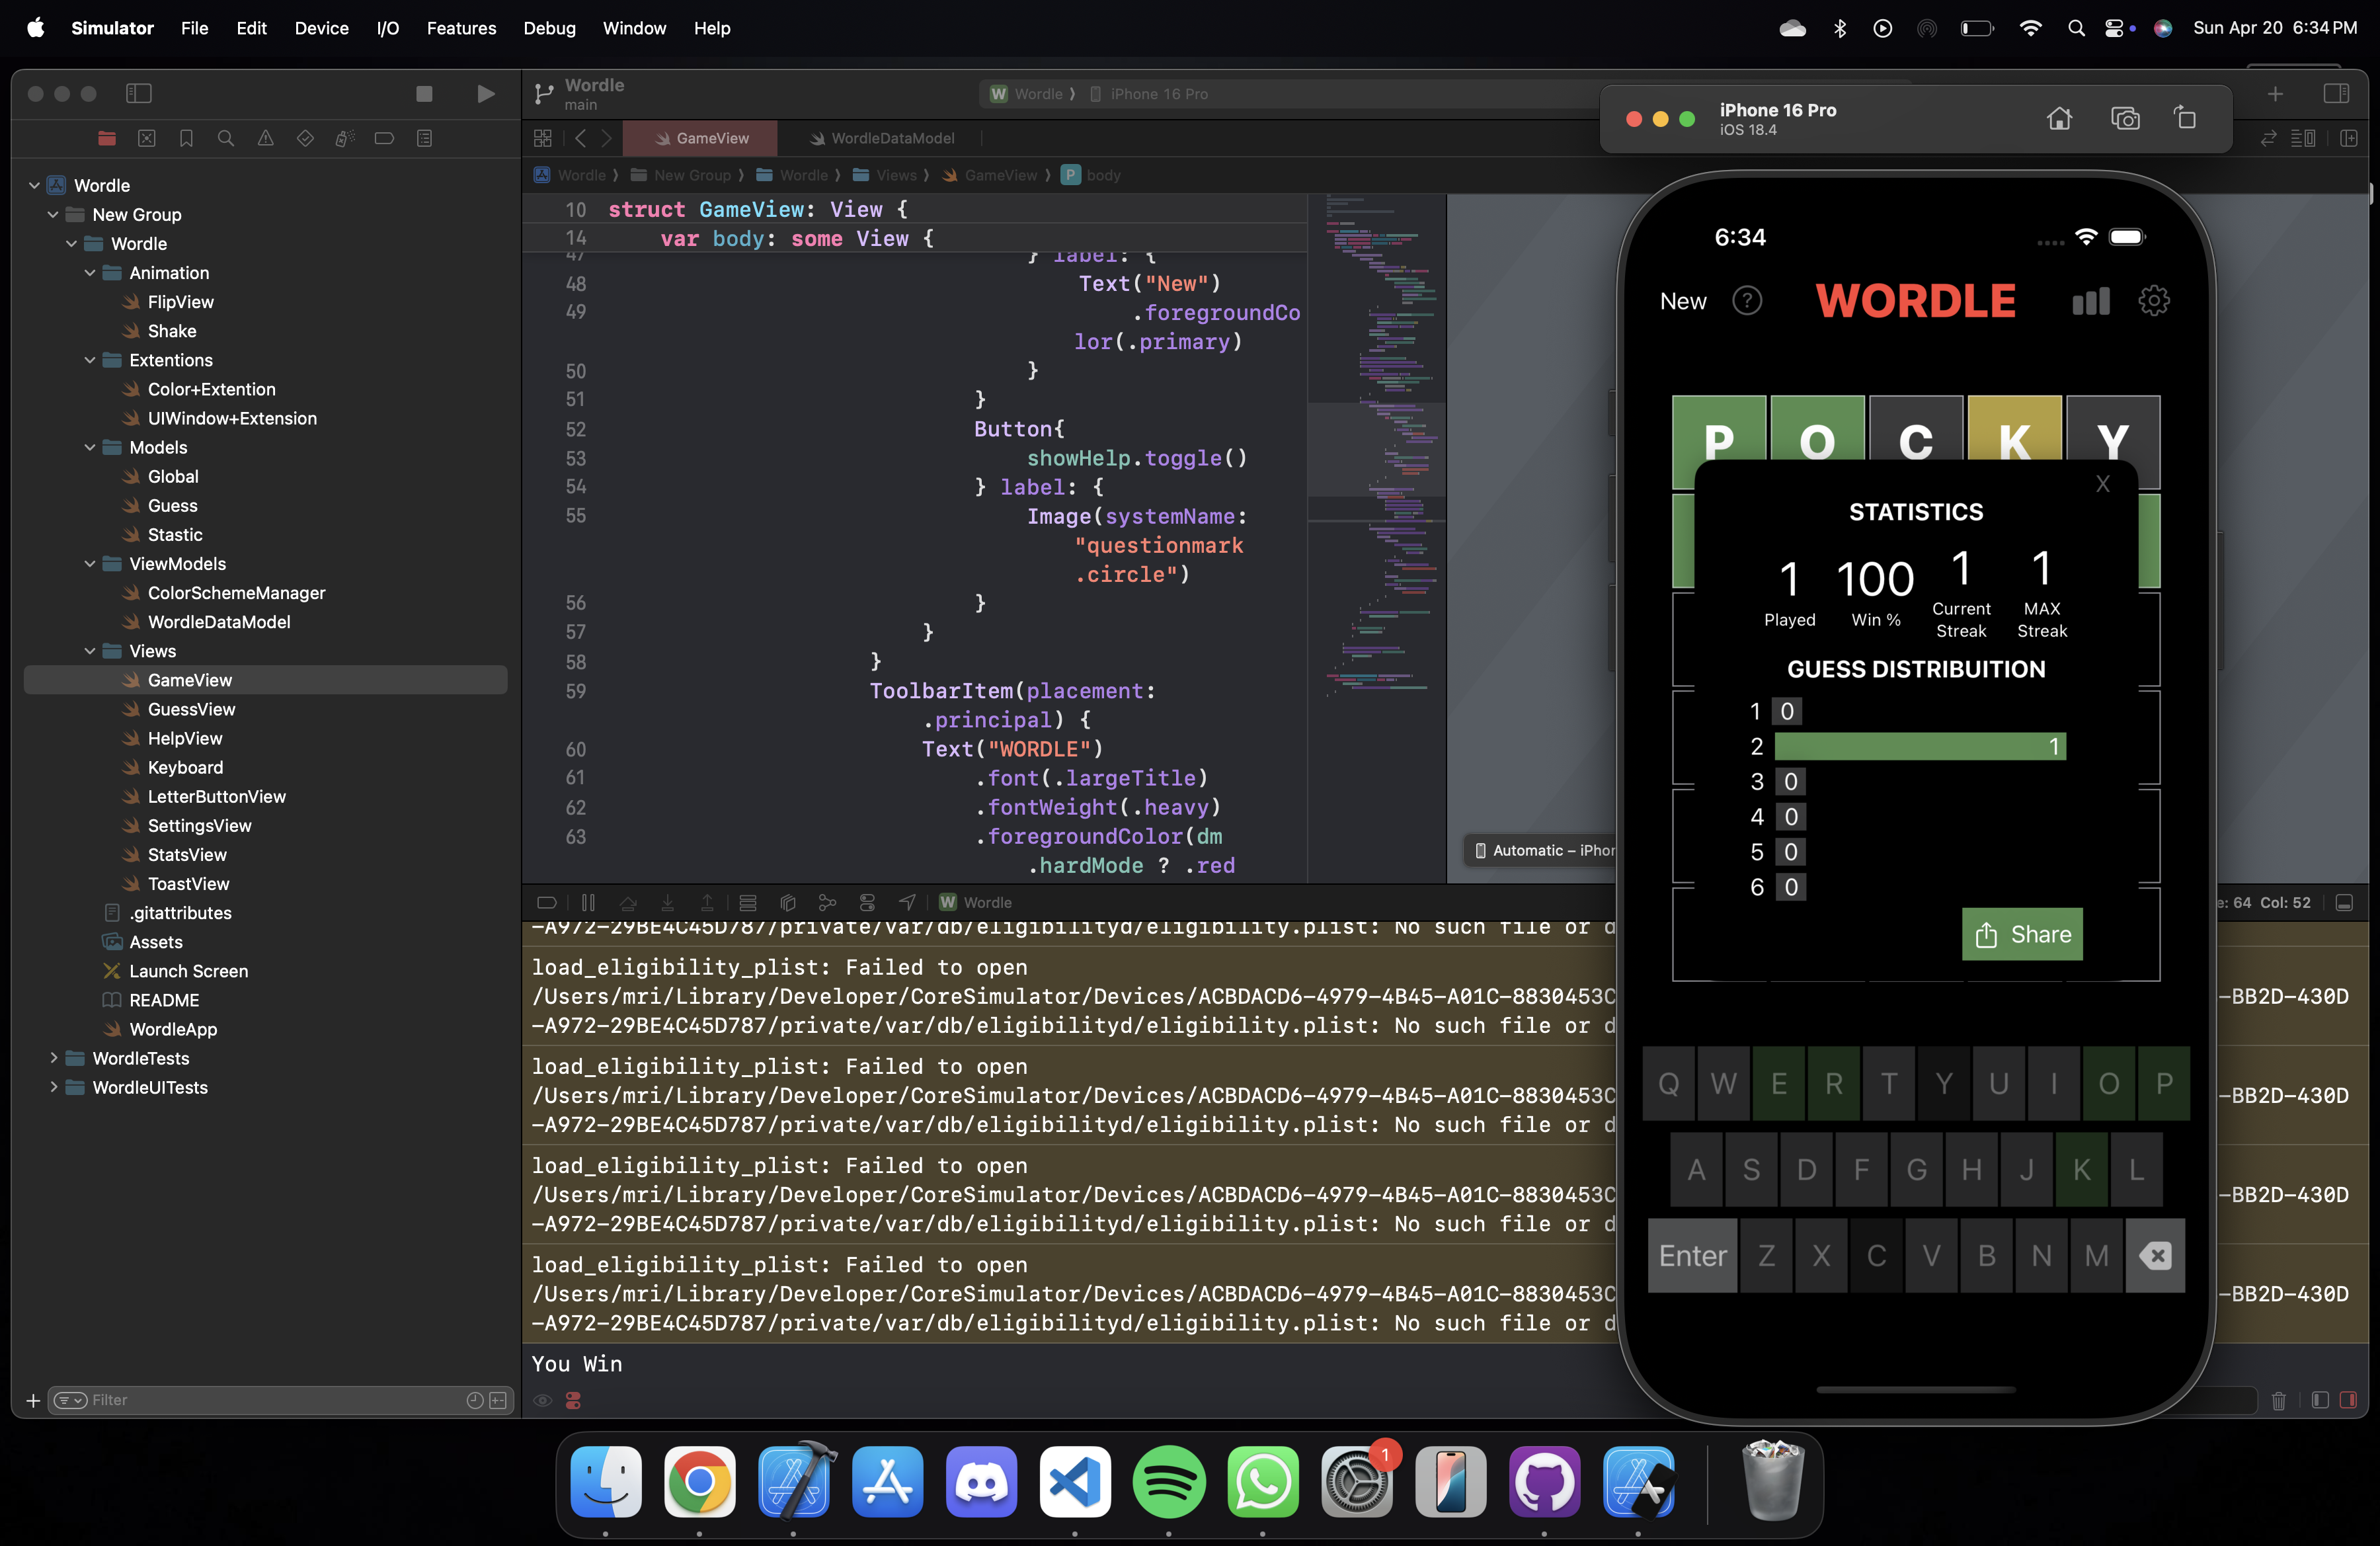 Simulator File Edit Device I/O Features Debug Window Help Sun Apr 20 6:34 PM
Wordle
main
W Wordle iPhone 16 Pro
iPhone 16 Pro
iOS 18.4
GameView WordleDataModel
Wordle New Group Wordle Views GameView P body
Wordle
New Group
Wordle
Animation
FlipView
Shake
Extentions
Color+Extention
UIWindow+Extension
Models
Global
Guess
Stastic
ViewModels
ColorSchemeManager
WordleDataModel
Views
GameView
GuessView
HelpView
Keyboard
LetterButtonView
SettingsView
StatsView
ToastView
.gitattributes
Assets
Launch Screen
README
WordleApp
WordleTests
WordleUITests
Filter
10 struct GameView: View {
14 var body: some View {
47 } label: {
48 Text("New")
49 .foregroundCo
lor(.primary)
50 }
51 }
52 Button{
53 showHelp.toggle()
54 } label: {
55 Image(systemName:
"questionmark
.circle")
56 }
57 }
58 }
59 ToolbarItem(placement:
.principal) {
60 Text("WORDLE")
61 .font(.largeTitle)
62 .fontWeight(.heavy)
63 .foregroundColor(dm
.hardMode ? .red
Automatic – iPhor
W Wordle
e: 64 Col: 52
-A972-29BE4C45D787/private/var/db/eligibilityd/eligibility.plist: No such file or d
load_eligibility_plist: Failed to open
/Users/mri/Library/Developer/CoreSimulator/Devices/ACBDACD6-4979-4B45-A01C-8830453C -BB2D-430D
-A972-29BE4C45D787/private/var/db/eligibilityd/eligibility.plist: No such file or d
load_eligibility_plist: Failed to open
/Users/mri/Library/Developer/CoreSimulator/Devices/ACBDACD6-4979-4B45-A01C-8830453C -BB2D-430D
-A972-29BE4C45D787/private/var/db/eligibilityd/eligibility.plist: No such file or d
load_eligibility_plist: Failed to open
/Users/mri/Library/Developer/CoreSimulator/Devices/ACBDACD6-4979-4B45-A01C-8830453C -BB2D-430D
-A972-29BE4C45D787/private/var/db/eligibilityd/eligibility.plist: No such file or d
load_eligibility_plist: Failed to open
/Users/mri/Library/Developer/CoreSimulator/Devices/ACBDACD6-4979-4B45-A01C-8830453C -BB2D-430D
-A972-29BE4C45D787/private/var/db/eligibilityd/eligibility.plist: No such file or d
You Win
6:34
New ? WORDLE
P O C K Y
X
STATISTICS
1 100 1 1
Played Win % Current Streak MAX Streak
GUESS DISTRIBUITION
1 0
2 1
3 0
4 0
5 0
6 0
Share
Q W E R T Y U I O P
A S D F G H J K L
Enter Z X C V B N M
1